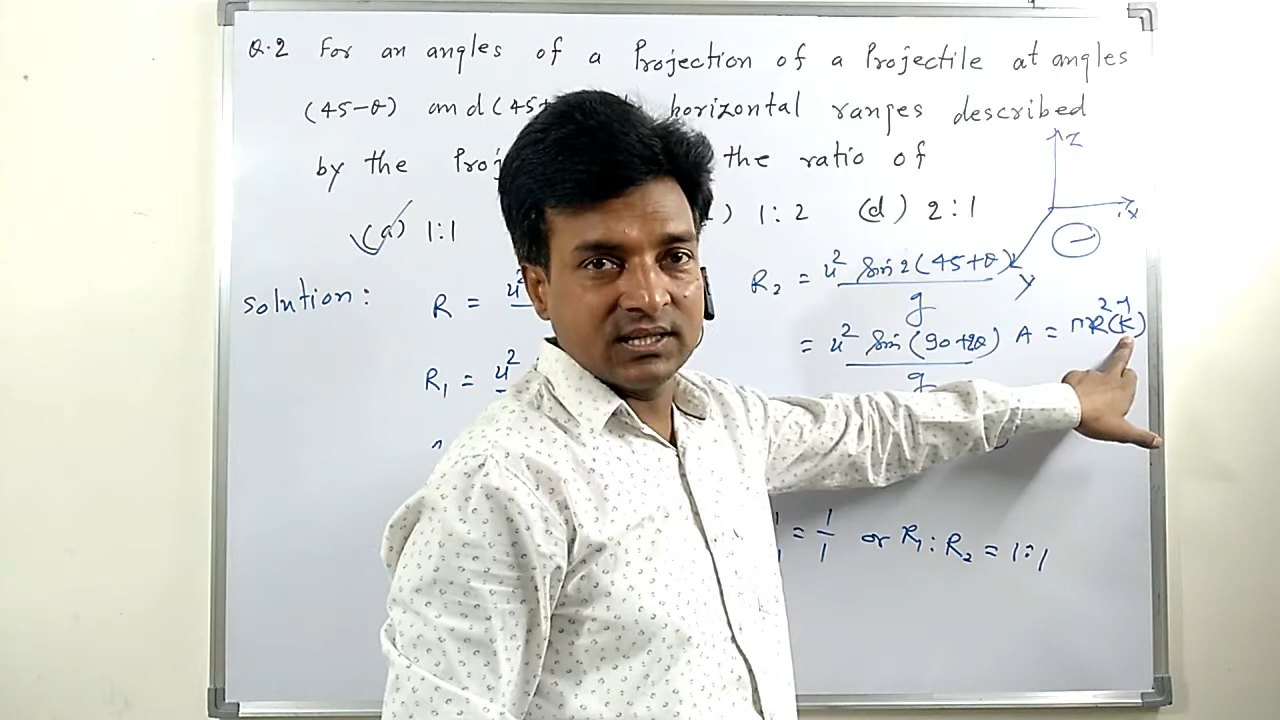 Q.2 For an angles of a Projection of a Projectile at angles
(45-θ) and (45+ horizontal ranges described
by the Proj the ratio of
(a) 1:1 ) 1:2 (d) 2:1
Z
x
Y
Solution:
R = u²
R₁ = u²
R₂ = u² Sin 2(45+θ) / g
= u² Sin (90+2θ) / g
A = πR²(k̂)
= 1/1 or R₁:R₂ = 1:1